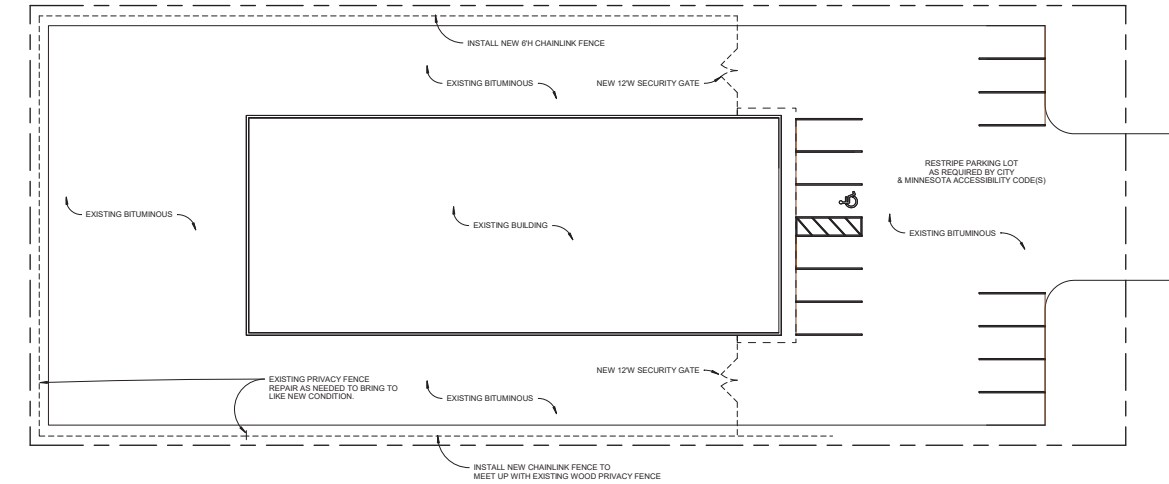 INSTALL NEW 6'H CHAINLINK FENCE
EXISTING BITUMINOUS
NEW 12'W SECURITY GATE
RESTRIPE PARKING LOT
AS REQUIRED BY CITY
& MINNESOTA ACCESSIBILITY CODE(S)
EXISTING BITUMINOUS
EXISTING BUILDING
EXISTING BITUMINOUS
NEW 12'W SECURITY GATE
EXISTING PRIVACY FENCE
REPAIR AS NEEDED TO BRING TO
LIKE NEW CONDITION.
EXISTING BITUMINOUS
INSTALL NEW CHAINLINK FENCE TO
MEET UP WITH EXISTING WOOD PRIVACY FENCE